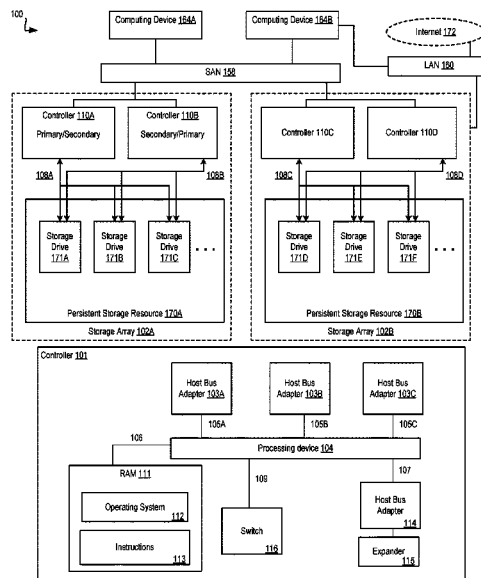 100
Computing Device 164A
Computing Device 164B
Internet 172
SAN 158
LAN 160
Controller 110A
Primary/Secondary
Controller 110B
Secondary/Primary
Controller 110C
Controller 110D
108A
108B
108C
108D
Storage Drive 171A
Storage Drive 171B
Storage Drive 171C
...
Storage Drive 171D
Storage Drive 171E
Storage Drive 171F
...
Persistent Storage Resource 170A
Persistent Storage Resource 170B
Storage Array 102A
Storage Array 102B
Controller 101
Host Bus Adapter 103A
Host Bus Adapter 103B
Host Bus Adapter 103C
105A
105B
105C
Processing device 104
106
109
107
RAM 111
Operating System 112
Instructions 113
Switch 116
Host Bus Adapter 114
Expander 115